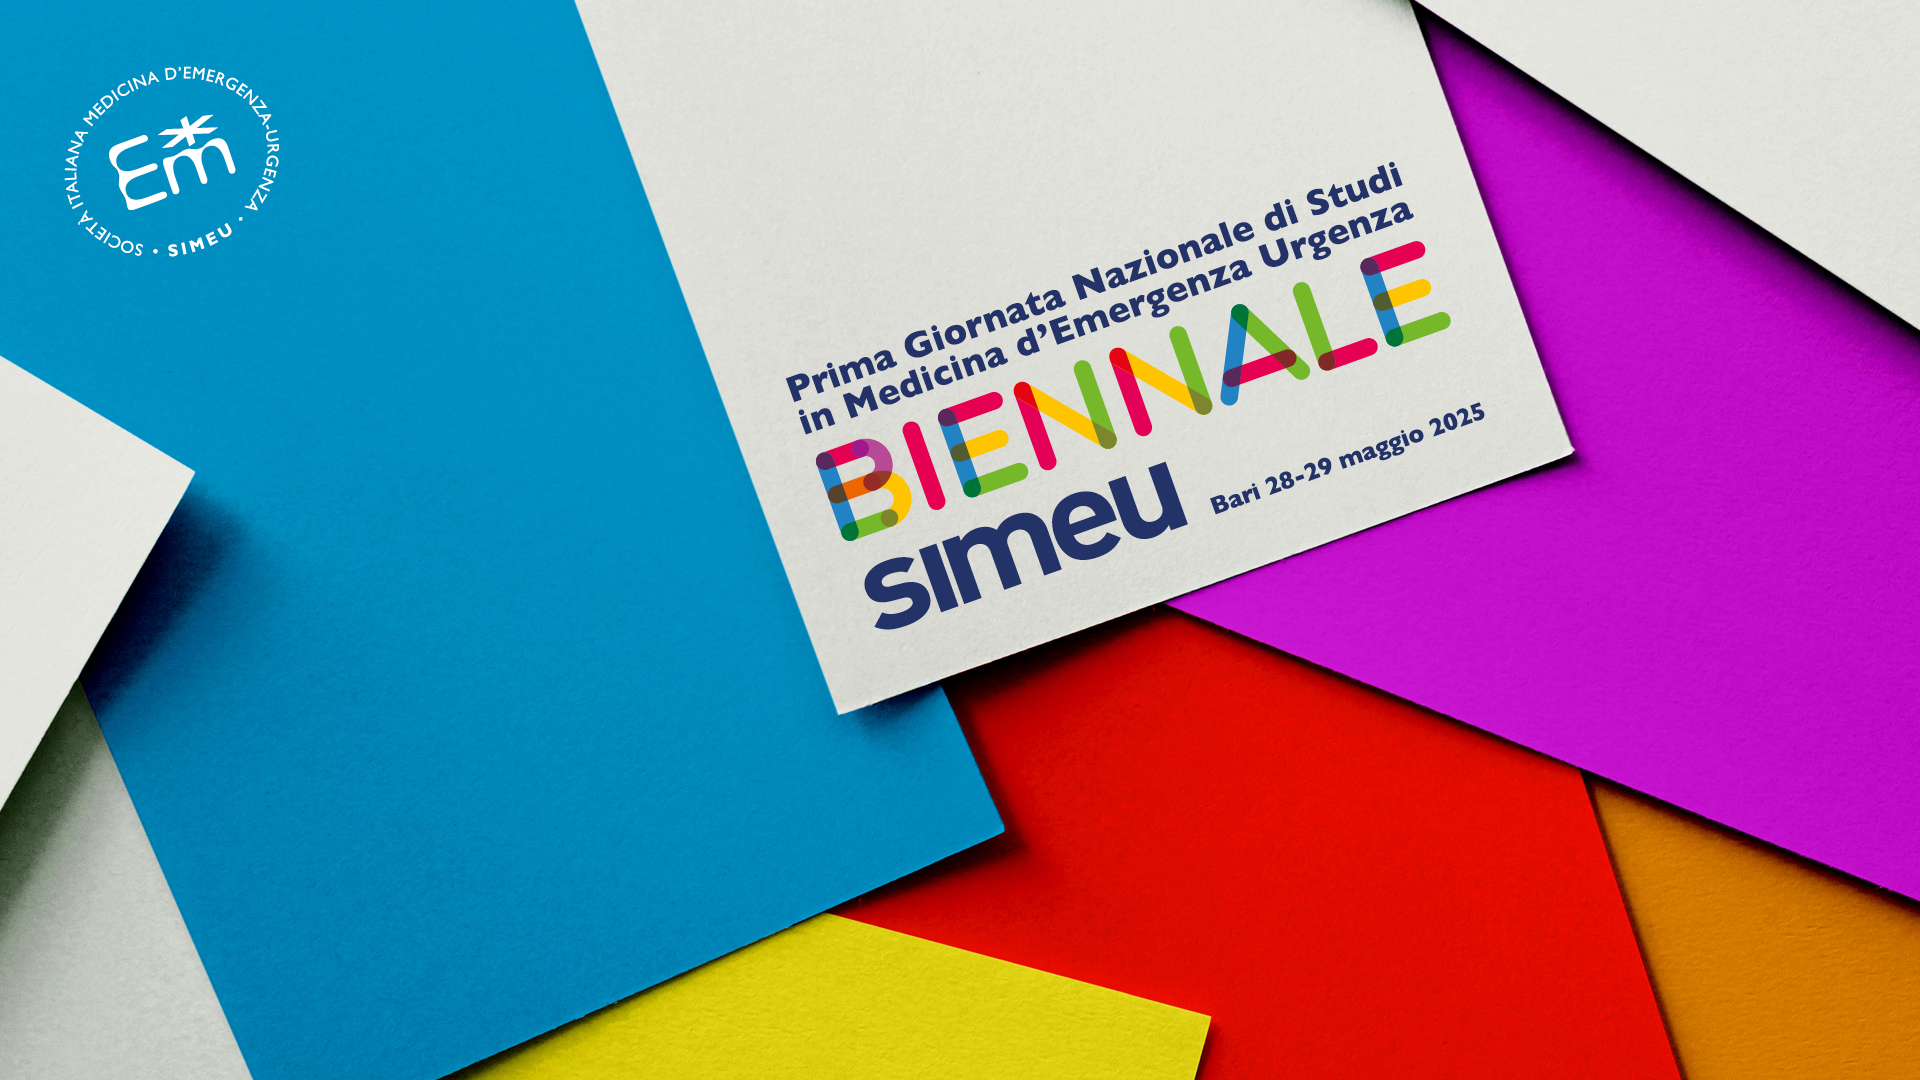 SOCIETÀ ITALIANA MEDICINA D'EMERGENZA-URGENZA • SIMEU •
Em
Prima Giornata Nazionale di Studi
in Medicina d'Emergenza Urgenza
BIENNALE
simeu
Bari 28-29 maggio 2025